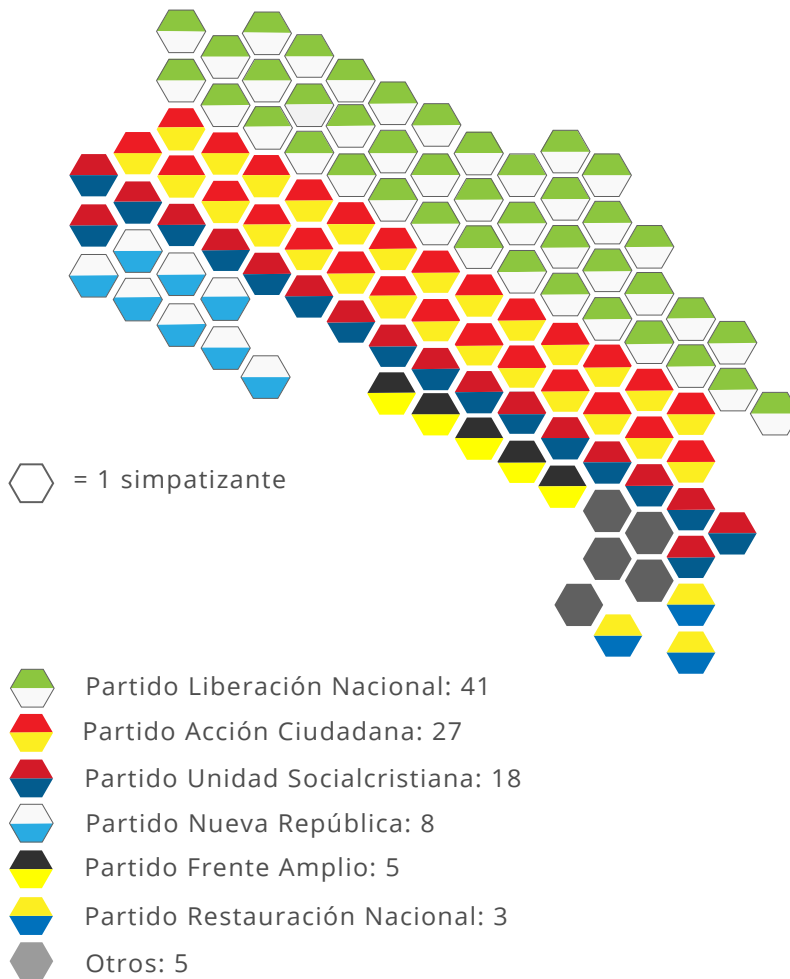 = 1 simpatizante
Partido Liberación Nacional: 41
Partido Acción Ciudadana: 27
Partido Unidad Socialcristiana: 18
Partido Nueva República: 8
Partido Frente Amplio: 5
Partido Restauración Nacional: 3
Otros: 5